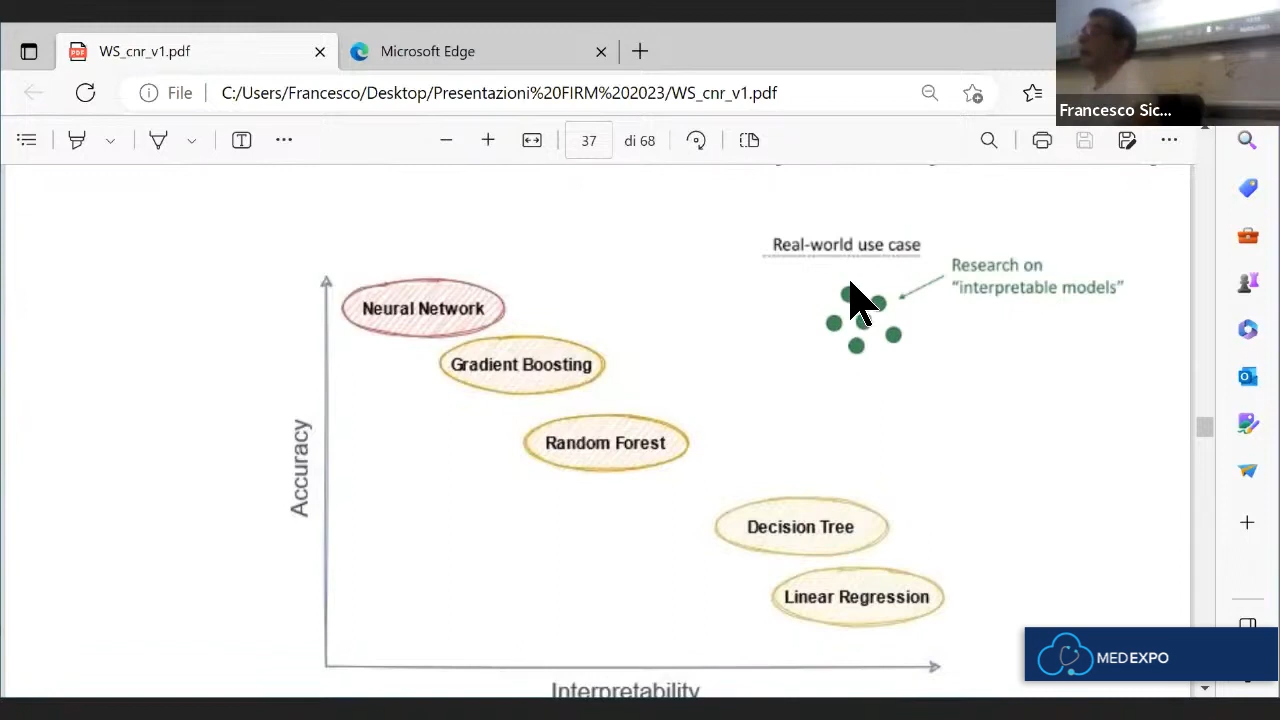 WS_cnr_v1.pdf
Microsoft Edge
File
C:/Users/Francesco/Desktop/Presentazioni%20FIRM%202023/WS_cnr_v1.pdf
Francesco Sic...
37
di 68
Real-world use case
Research on
“interpretable models”
Neural Network
Gradient Boosting
Random Forest
Decision Tree
Linear Regression
Accuracy
Interpretability
MEDEXPO